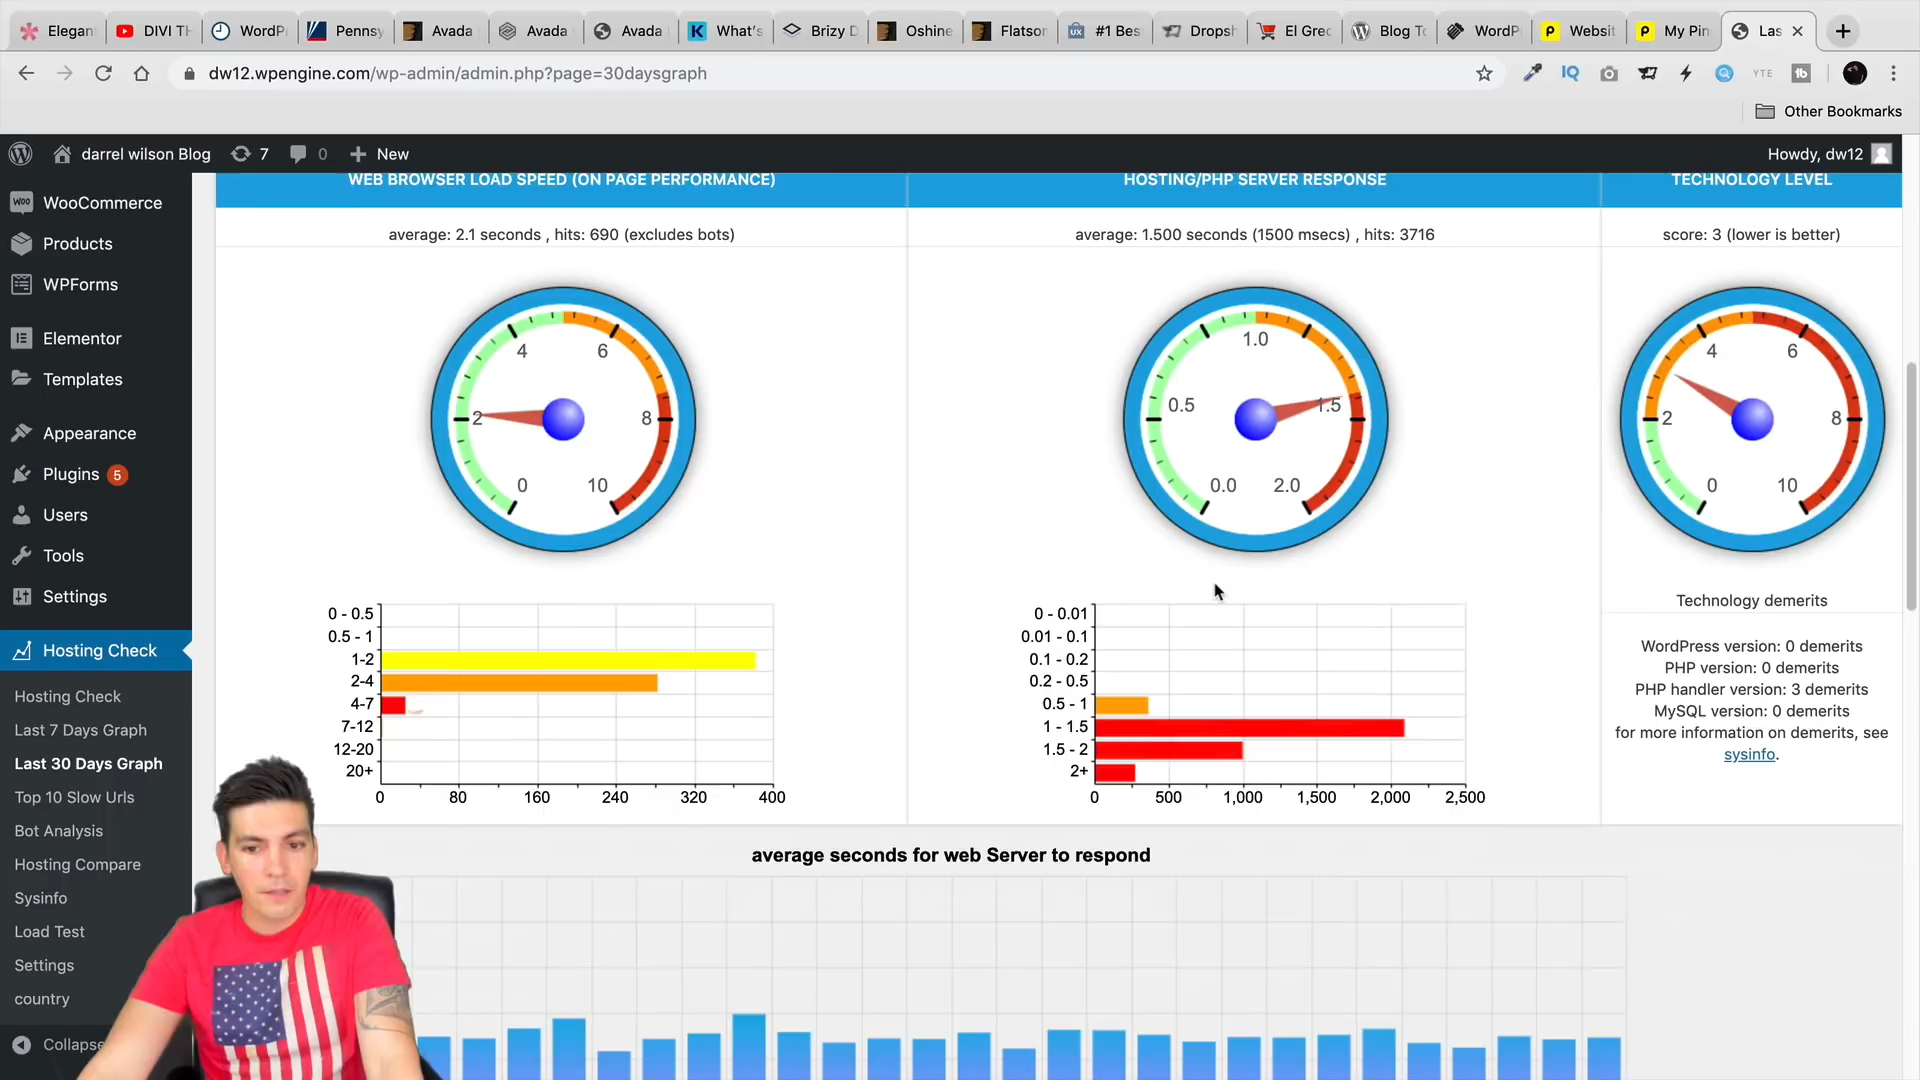 Elegan
DIVI TH
WordPr
Pennsy
Avada
Avada
Avada
What's
Brizy D
Oshine
Flatsor
#1 Bes
Dropsh
El Grec
Blog To
WordPr
Websit
My Pin
Las
dw12.wpengine.com/wp-admin/admin.php?page=30daysgraph
IQ
YTE
tb
Other Bookmarks
darrel wilson Blog
7
0
New
Howdy, dw12
WooCommerce
Products
WPForms
Elementor
Templates
Appearance
Plugins 5
Users
Tools
Settings
Hosting Check
Hosting Check
Last 7 Days Graph
Last 30 Days Graph
Top 10 Slow Urls
Bot Analysis
Hosting Compare
Sysinfo
Load Test
Settings
country
Collapse
WEB BROWSER LOAD SPEED (ON PAGE PERFORMANCE)
average: 2.1 seconds , hits: 690 (excludes bots)
0
2
4
6
8
10
0 - 0.5
0.5 - 1
1-2
2-4
4-7
7-12
12-20
20+
0 80 160 240 320 400
HOSTING/PHP SERVER RESPONSE
average: 1.500 seconds (1500 msecs) , hits: 3716
0.0
0.5
1.0
1.5
2.0
0 - 0.01
0.01 - 0.1
0.1 - 0.2
0.2 - 0.5
0.5 - 1
1 - 1.5
1.5 - 2
2+
0 500 1,000 1,500 2,000 2,500
TECHNOLOGY LEVEL
score: 3 (lower is better)
0
2
4
6
8
10
Technology demerits
WordPress version: 0 demerits
PHP version: 0 demerits
PHP handler version: 3 demerits
MySQL version: 0 demerits
for more information on demerits, see
sysinfo.
average seconds for web Server to respond